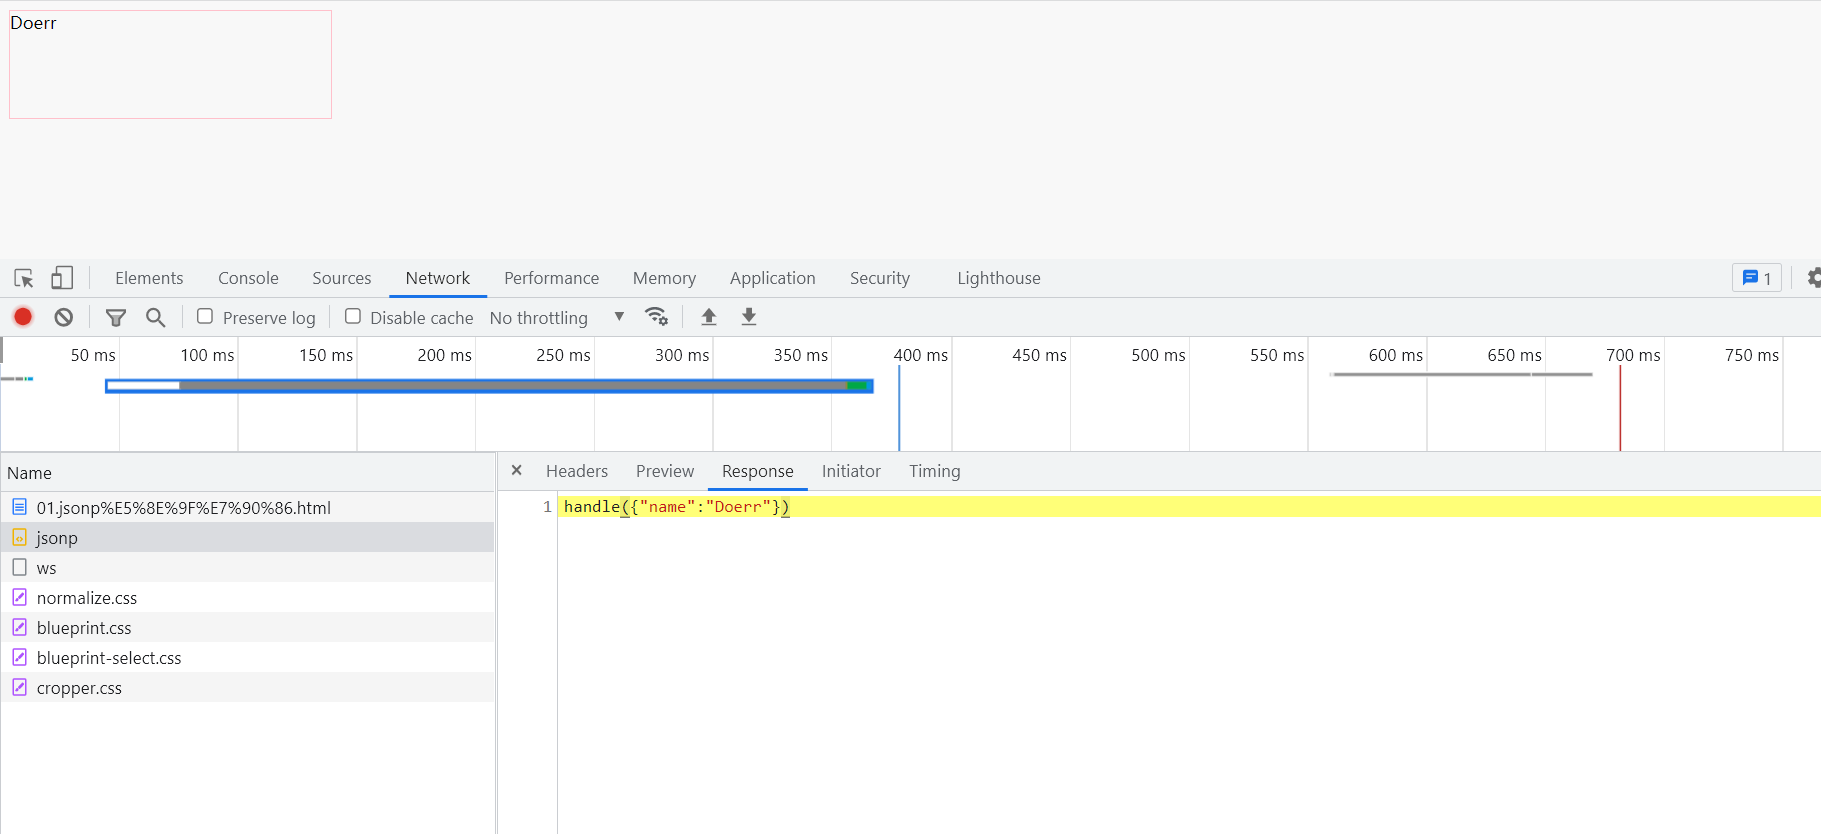 Doerr
Elements Console Sources Network Performance Memory Application Security Lighthouse 1
Preserve log Disable cache No throttling
50 ms 100 ms 150 ms 200 ms 250 ms 300 ms 350 ms 400 ms 450 ms 500 ms 550 ms 600 ms 650 ms 700 ms 750 ms
Name
× Headers Preview Response Initiator Timing
01.jsonp%E5%8E%9F%E7%90%86.html
1 handle({"name":"Doerr"})
jsonp
ws
normalize.css
blueprint.css
blueprint-select.css
cropper.css